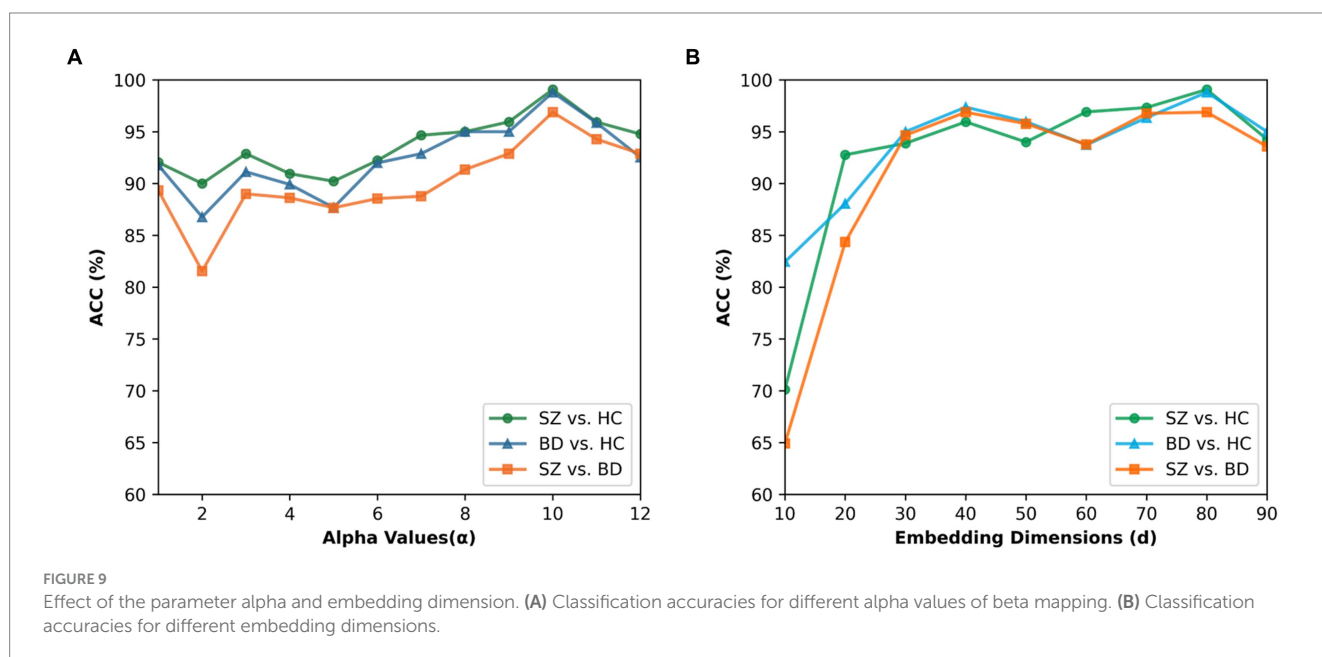 A
100
95
90
85
80
75
70
65
60
ACC (%)
SZ vs. HC
BD vs. HC
SZ vs. BD
2
4
6
8
10
12
Alpha Values(α)
B
100
95
90
85
80
75
70
65
60
ACC (%)
SZ vs. HC
BD vs. HC
SZ vs. BD
10
20
30
40
50
60
70
80
90
Embedding Dimensions (d)
FIGURE 9
Effect of the parameter alpha and embedding dimension. (A) Classification accuracies for different alpha values of beta mapping. (B) Classification
accuracies for different embedding dimensions.